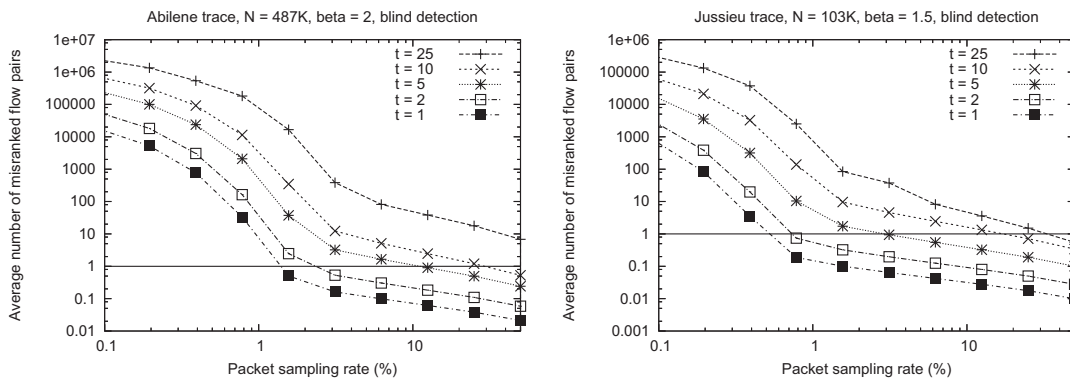 Abilene trace, N = 487K, beta = 2, blind detection
Average number of misranked flow pairs
1e+07
1e+06
100000
10000
1000
100
10
1
0.1
0.01
t = 25
t = 10
t = 5
t = 2
t = 1
0.1
1
10
Packet sampling rate (%)
Jussieu trace, N = 103K, beta = 1.5, blind detection
Average number of misranked flow pairs
1e+06
100000
10000
1000
100
10
1
0.1
0.01
0.001
t = 25
t = 10
t = 5
t = 2
t = 1
0.1
1
10
Packet sampling rate (%)